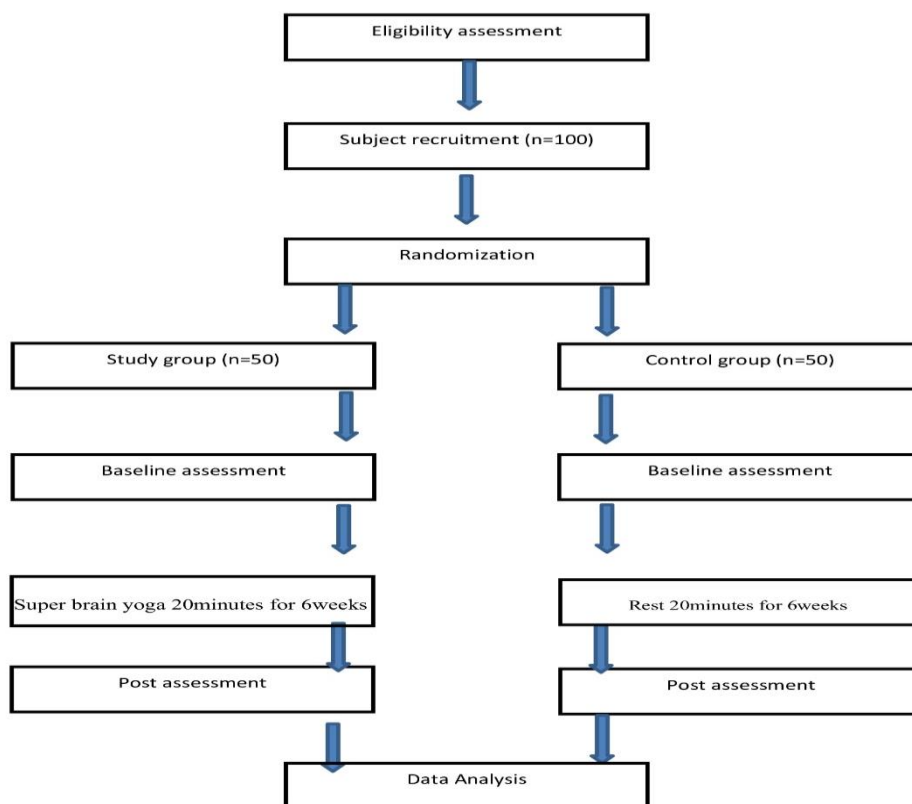 Eligibility assessment
Subject recruitment (n=100)
Randomization
Study group (n=50)
Control group (n=50)
Baseline assessment
Baseline assessment
Super brain yoga 20minutes for 6weeks
Rest 20minutes for 6weeks
Post assessment
Post assessment
Data Analysis